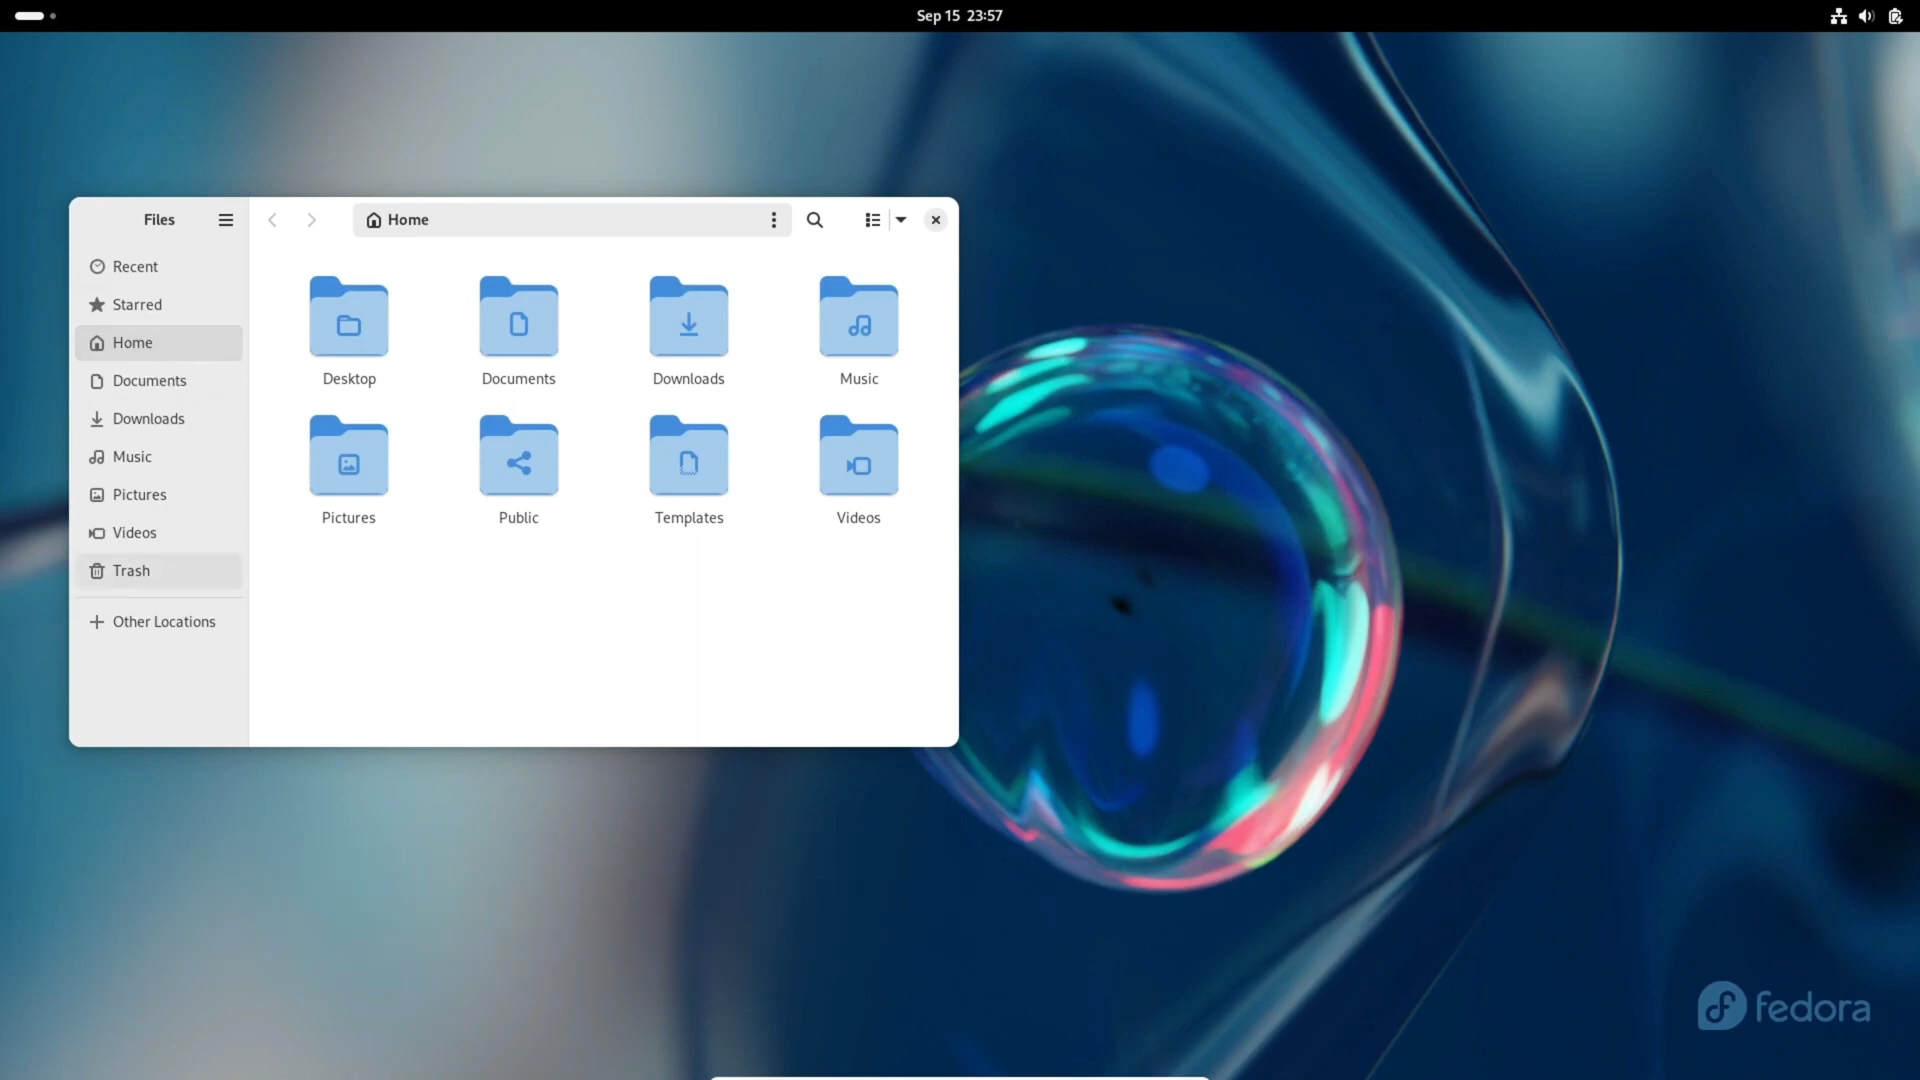 Sep 15 23:57
Files
Home
Recent
Starred
Home
Documents
Downloads
Music
Pictures
Videos
Trash
Other Locations
Desktop Documents Downloads Music
Pictures Public Templates Videos
fedora